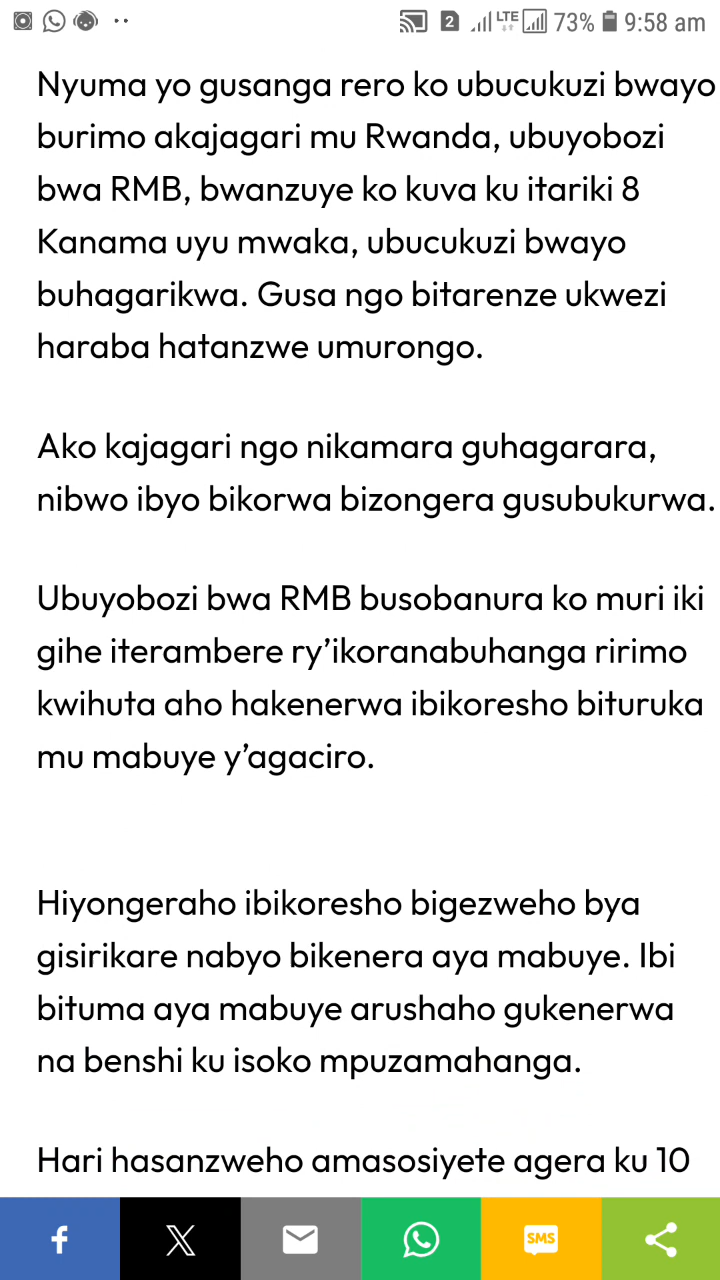 2 LTE 73% 9:58 am
Nyuma yo gusanga rero ko ubucukuzi bwayo
burimo akajagari mu Rwanda, ubuyobozi
bwa RMB, bwanzuye ko kuva ku itariki 8
Kanama uyu mwaka, ubucukuzi bwayo
buhagarikwa. Gusa ngo bitarenze ukwezi
haraba hatanzwe umurongo.
Ako kajagari ngo nikamara guhagarara,
nibwo ibyo bikorwa bizongera gusubukurwa.
Ubuyobozi bwa RMB busobanura ko muri iki
gihe iterambere ry’ikoranabuhanga ririmo
kwihuta aho hakenerwa ibikoresho bituruka
mu mabuye y’agaciro.
Hiyongeraho ibikoresho bigezweho bya
gisirikare nabyo bikenera aya mabuye. Ibi
bituma aya mabuye arushaho gukenerwa
na benshi ku isoko mpuzamahanga.
Hari hasanzweho amasosiyete agera ku 10
SMS